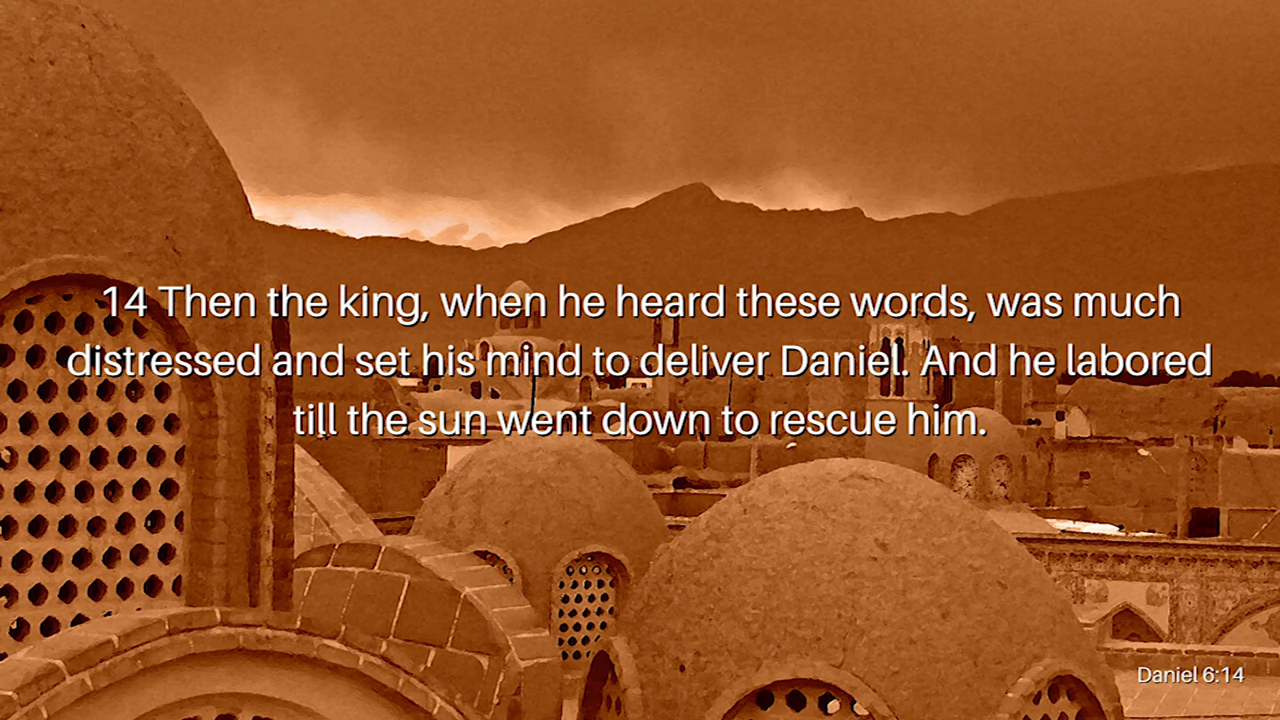 14 Then the king, when he heard these words, was much
distressed and set his mind to deliver Daniel. And he labored
till the sun went down to rescue him.
Daniel 6:14